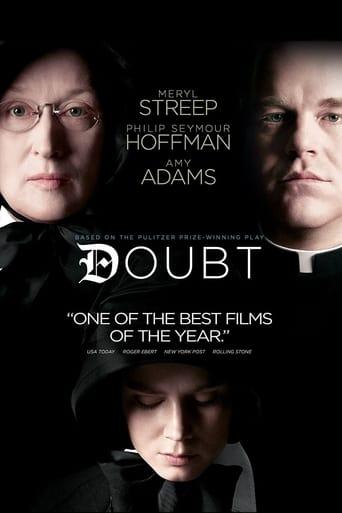 MERYL
STREEP
PHILIP SEYMOUR
HOFFMAN
AMY
ADAMS
BASED ON THE PULITZER PRIZE-WINNING PLAY
DOUBT
“ONE OF THE BEST FILMS
OF THE YEAR.”
USA TODAY ROGER EBERT NEW YORK POST ROLLING STONE